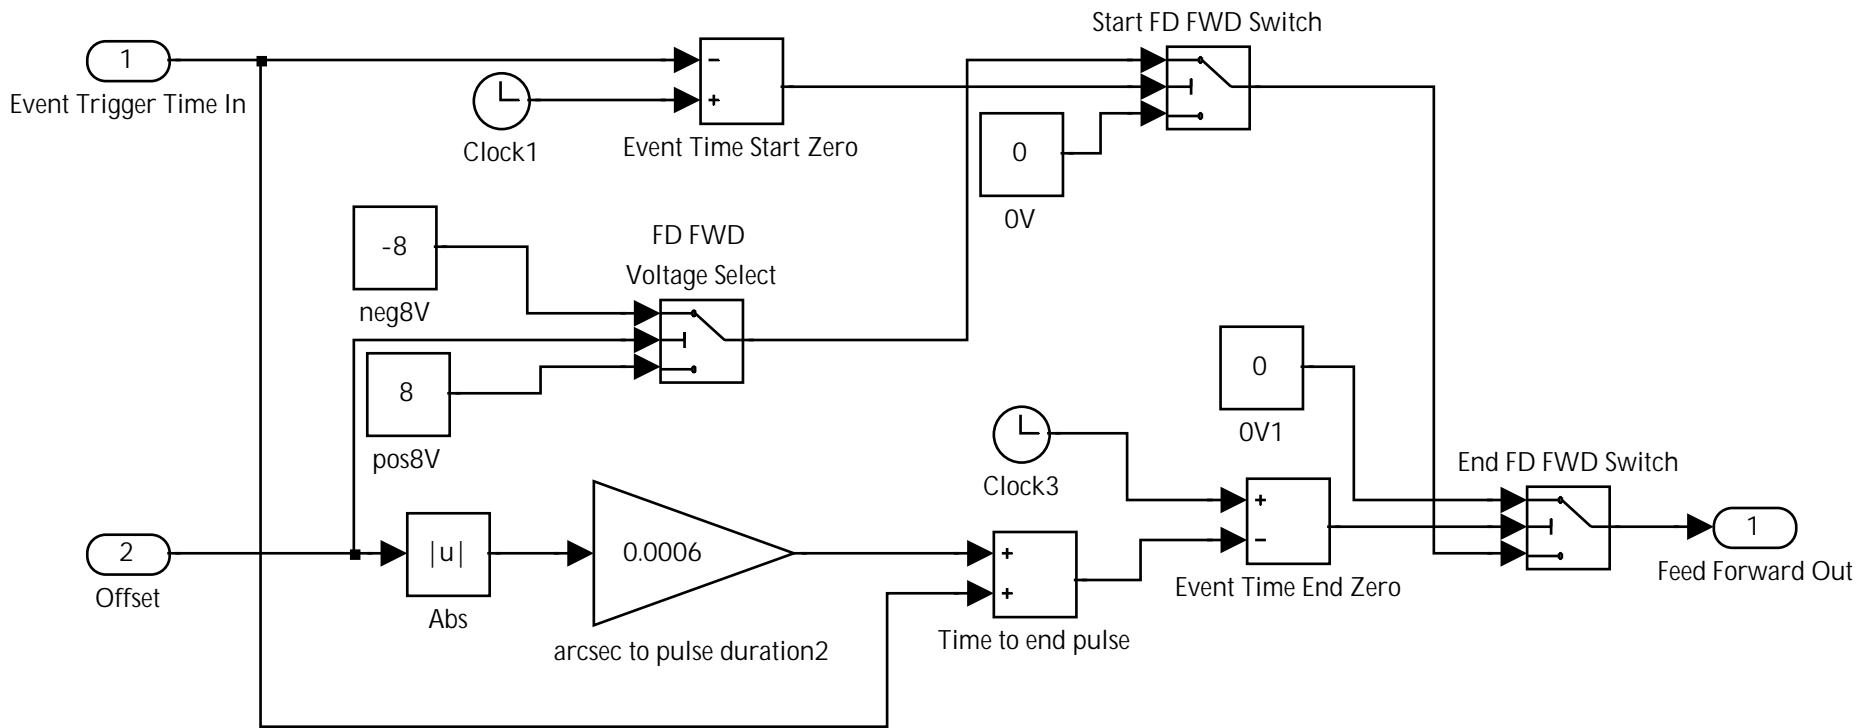 Start FD FWD Switch
1
Event Trigger Time In
−
+
Clock1
Event Time Start Zero
0
0V
-8
neg8V
FD FWD
Voltage Select
8
pos8V
0
0V1
Clock3
End FD FWD Switch
+
−
Event Time End Zero
2
Offset
|u|
Abs
0.0006
arcsec to pulse duration2
+
+
Time to end pulse
1
Feed Forward Out